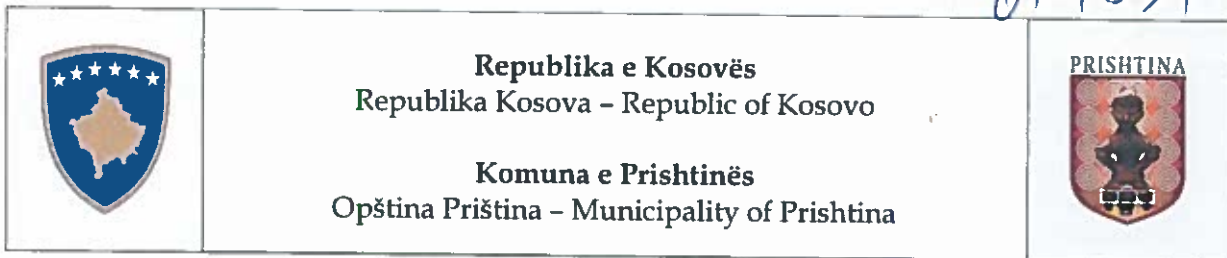 Republika e Kosovës
Republika Kosova – Republic of Kosovo
Komuna e Prishtinës
Opština Priština – Municipality of Prishtina
PRISHTINA